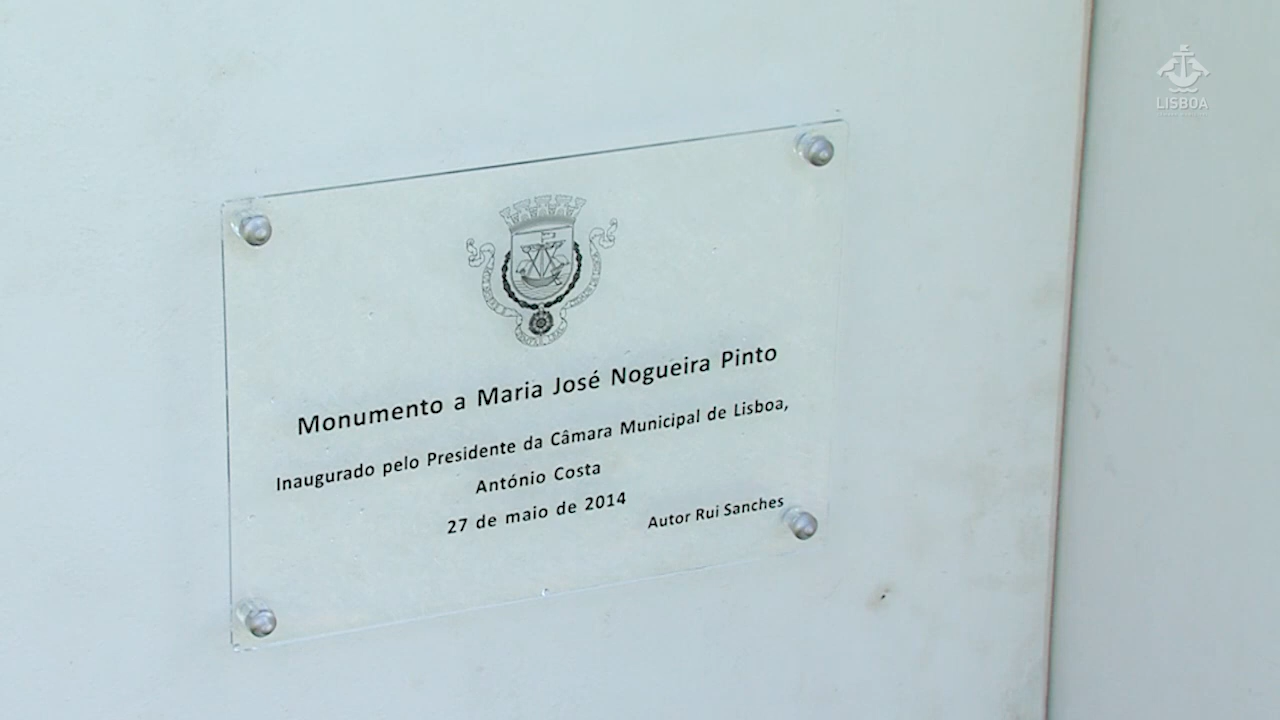 LISBOA
Monumento a Maria José Nogueira Pinto
Inaugurado pelo Presidente da Câmara Municipal de Lisboa,
António Costa
27 de maio de 2014
Autor Rui Sanches